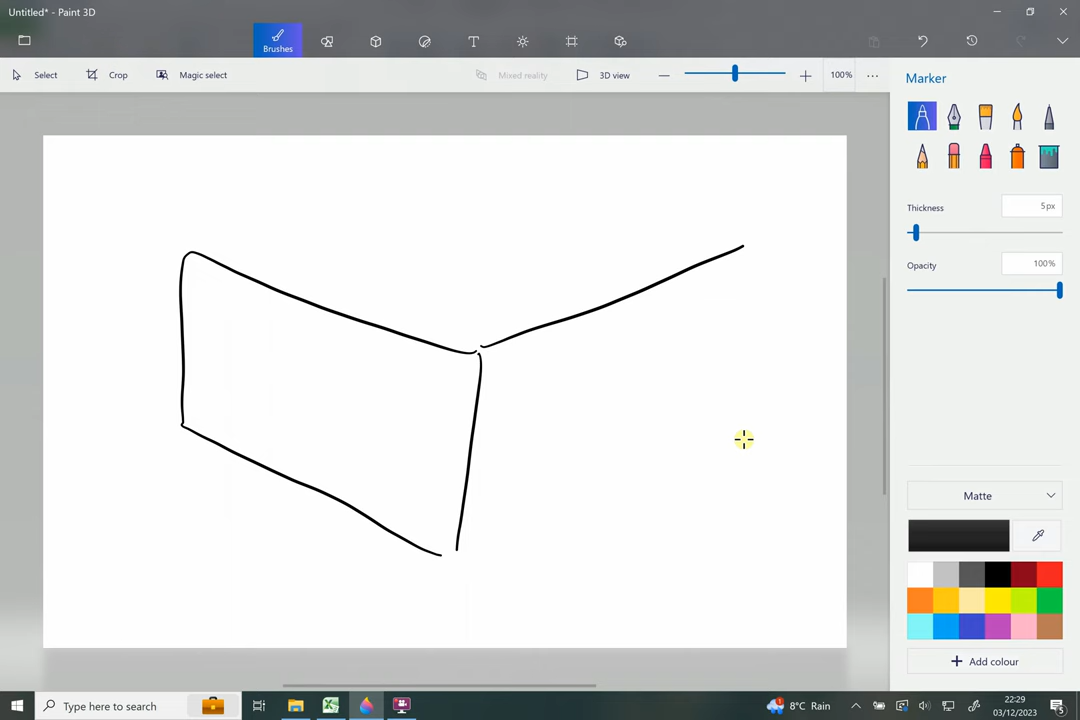 Untitled* - Paint 3D
Brushes
Select
Crop
Magic select
Mixed reality
3D view
100%
Marker
Thickness
5px
Opacity
100%
Matte
Add colour
Type here to search
8°C Rain
22:29
03/12/2023
5